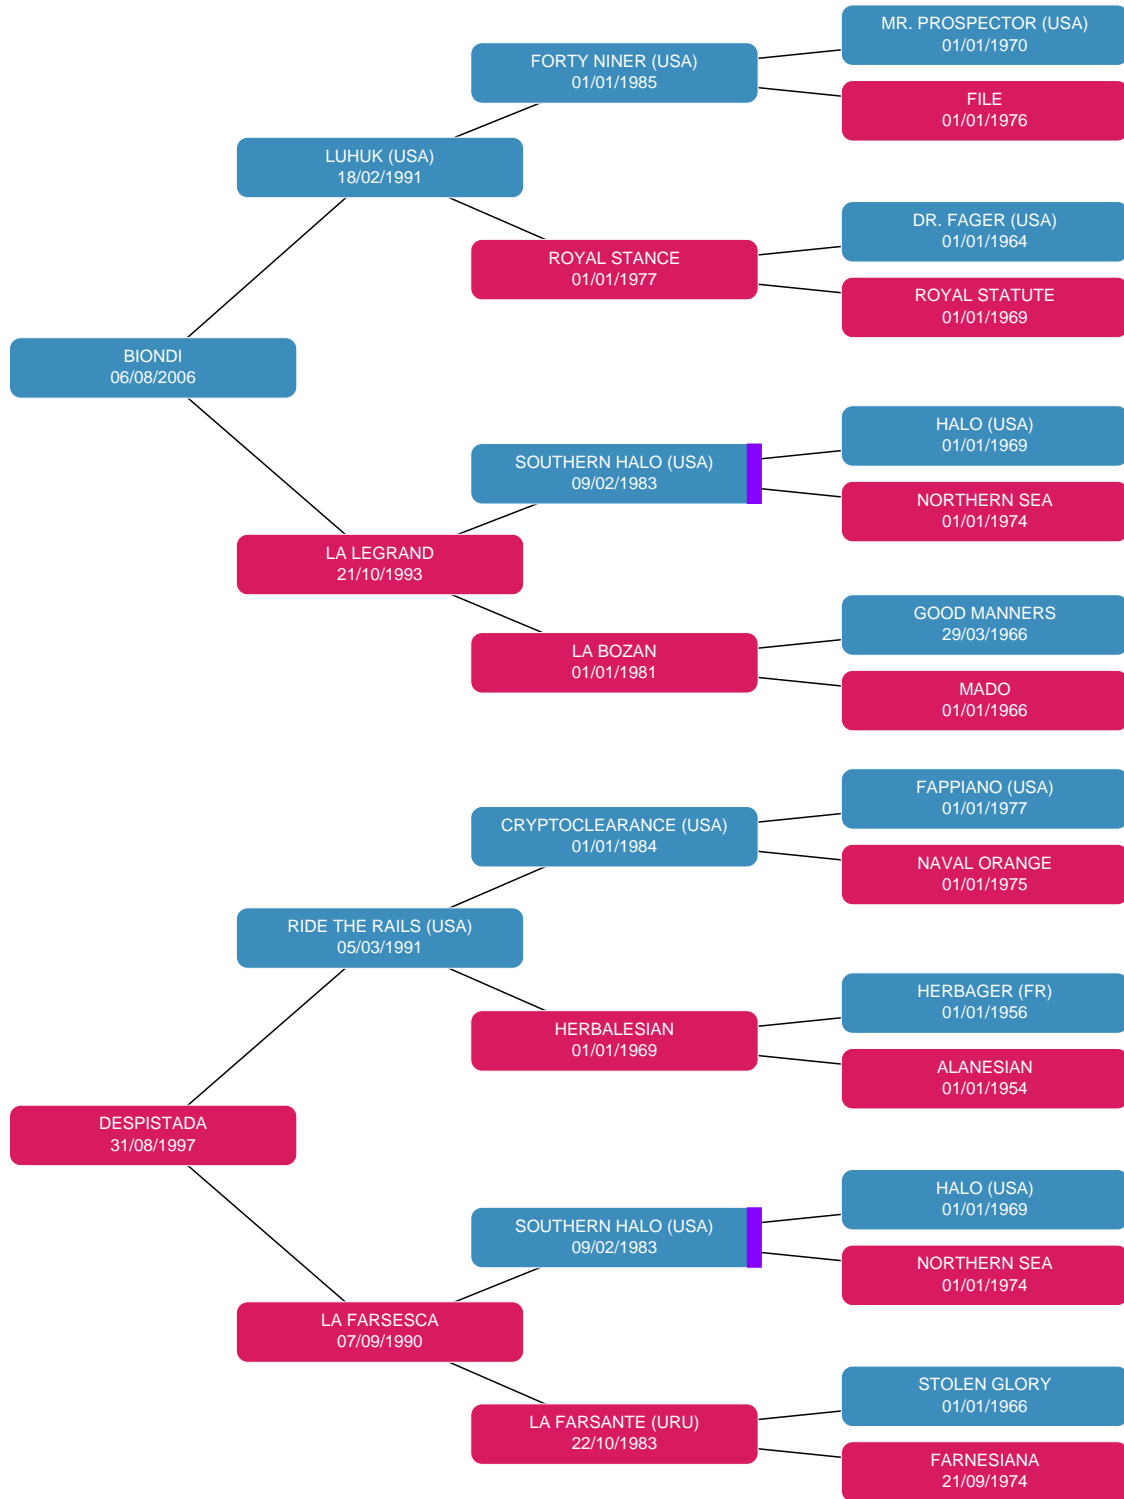 MR. PROSPECTOR (USA)
01/01/1970
FORTY NINER (USA)
01/01/1985
FILE
01/01/1976
LUHUK (USA)
18/02/1991
DR. FAGER (USA)
01/01/1964
ROYAL STANCE
01/01/1977
ROYAL STATUTE
01/01/1969
BIONDI
06/08/2006
HALO (USA)
01/01/1969
SOUTHERN HALO (USA)
09/02/1983
NORTHERN SEA
01/01/1974
LA LEGRAND
21/10/1993
GOOD MANNERS
29/03/1966
LA BOZAN
01/01/1981
MADO
01/01/1966
FAPPIANO (USA)
01/01/1977
CRYPTOCLEARANCE (USA)
01/01/1984
NAVAL ORANGE
01/01/1975
RIDE THE RAILS (USA)
05/03/1991
HERBAGER (FR)
01/01/1956
HERBALESIAN
01/01/1969
ALANESIAN
01/01/1954
DESPISTADA
31/08/1997
HALO (USA)
01/01/1969
SOUTHERN HALO (USA)
09/02/1983
NORTHERN SEA
01/01/1974
LA FARSESCA
07/09/1990
STOLEN GLORY
01/01/1966
LA FARSANTE (URU)
22/10/1983
FARNESIANA
21/09/1974